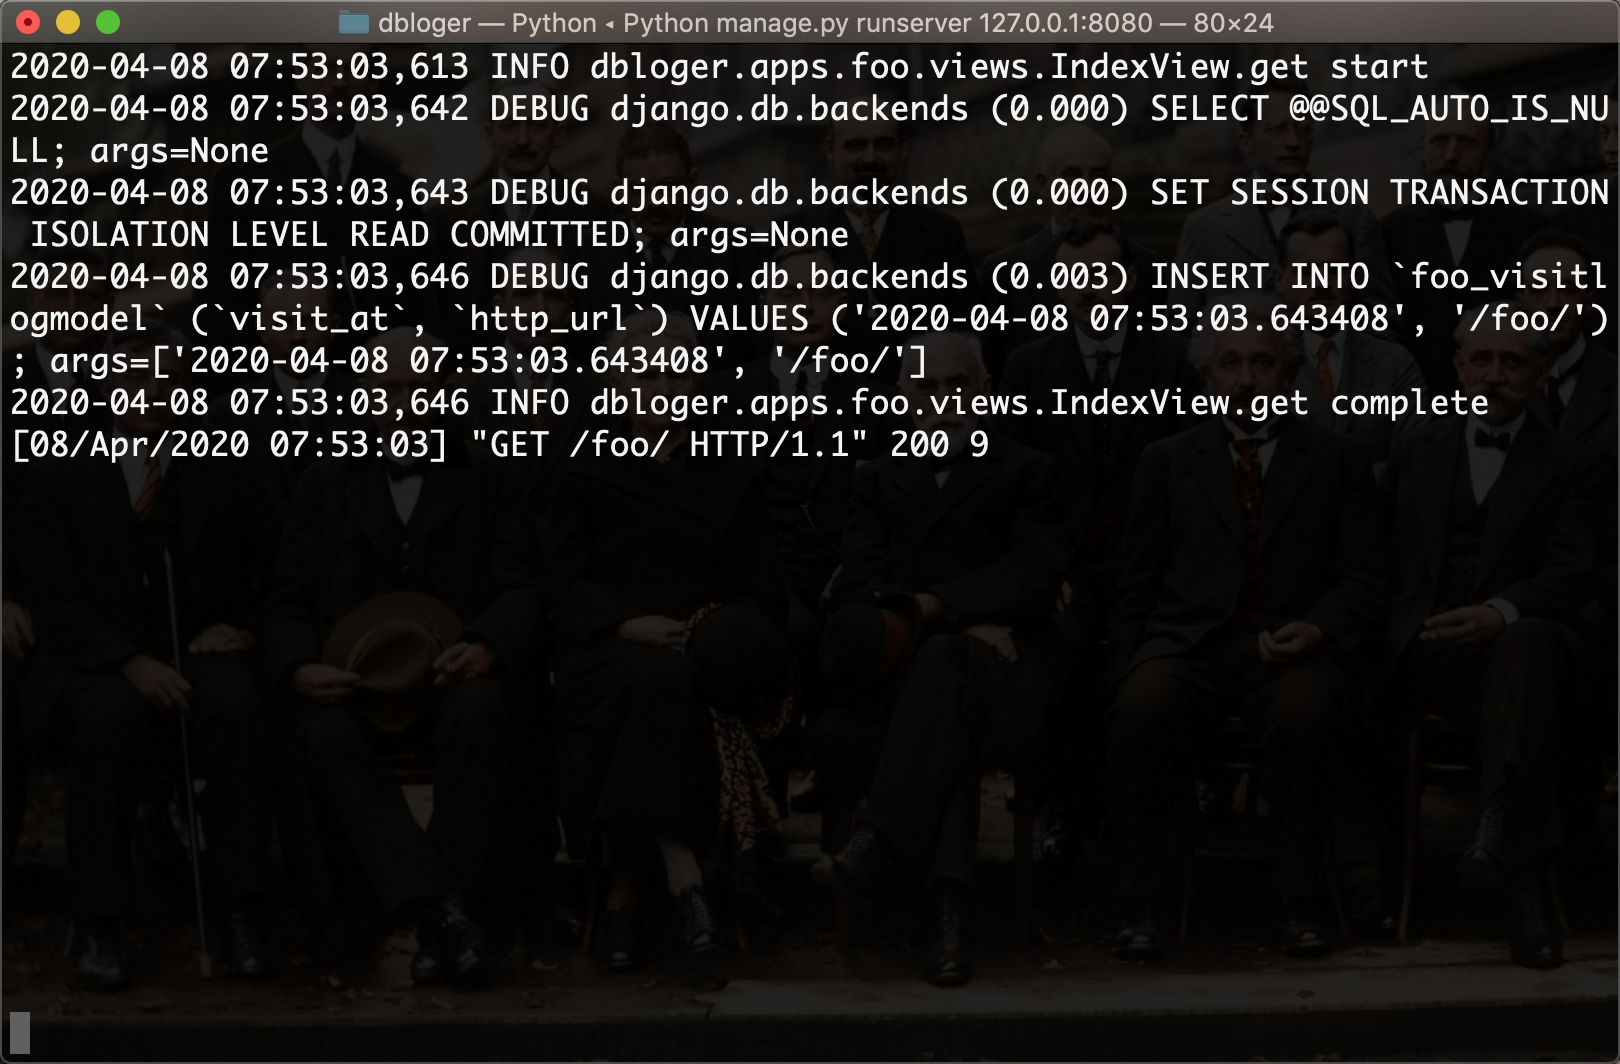 dbloger — Python ◂ Python manage.py runserver 127.0.0.1:8080 — 80×24
2020-04-08 07:53:03,613 INFO dbloger.apps.foo.views.IndexView.get start
2020-04-08 07:53:03,642 DEBUG django.db.backends (0.000) SELECT @@SQL_AUTO_IS_NU
LL; args=None
2020-04-08 07:53:03,643 DEBUG django.db.backends (0.000) SET SESSION TRANSACTION
 ISOLATION LEVEL READ COMMITTED; args=None
2020-04-08 07:53:03,646 DEBUG django.db.backends (0.003) INSERT INTO `foo_visitl
ogmodel` (`visit_at`, `http_url`) VALUES ('2020-04-08 07:53:03.643408', '/foo/')
; args=['2020-04-08 07:53:03.643408', '/foo/']
2020-04-08 07:53:03,646 INFO dbloger.apps.foo.views.IndexView.get complete
[08/Apr/2020 07:53:03] "GET /foo/ HTTP/1.1" 200 9